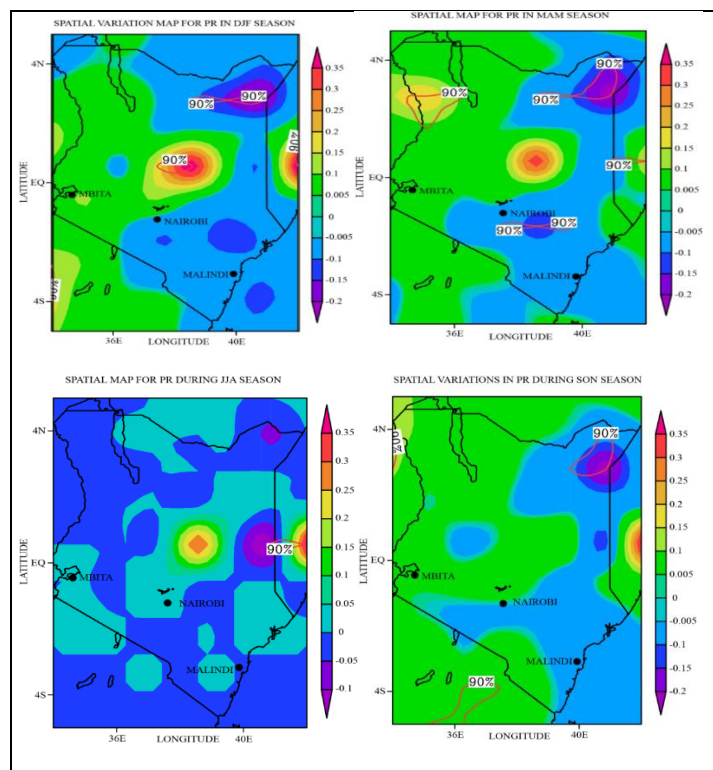 SPATIAL VARIATION MAP FOR PR IN DJF SEASON
4N
EQ
4S
LATITUDE
90%
90%
90%
90%
90%
MBITA
NAIROBI
MALINDI
36E
40E
LONGITUDE
0.35
0.3
0.25
0.2
0.15
0.1
0.005
0
-0.005
-0.1
-0.15
-0.2
SPATIAL MAP FOR PR IN MAM SEASON
4N
EQ
4S
LATITUDE
90%
90%
90%
90%
90%
90%
MBITA
NAIROBI
MALINDI
36E
40E
LONGITUDE
0.35
0.3
0.25
0.2
0.15
0.1
0.005
0
-0.005
-0.1
-0.15
-0.2
SPATIAL MAP FOR PR DURING JJA SEASON
4N
EQ
4S
LATITUDE
90%
MBITA
NAIROBI
MALINDI
36E
40E
LONGITUDE
0.35
0.3
0.25
0.2
0.15
0.1
0.05
0
-0.05
-0.1
SPATIAL VARIATIONS IN PR DURING SON SEASON
4N
EQ
4S
LATITUDE
90%
90%
90%
MBITA
NAIROBI
MALINDI
36E
40E
LONGITUDE
0.35
0.3
0.25
0.2
0.15
0.1
0.005
0
-0.005
-0.1
-0.15
-0.2